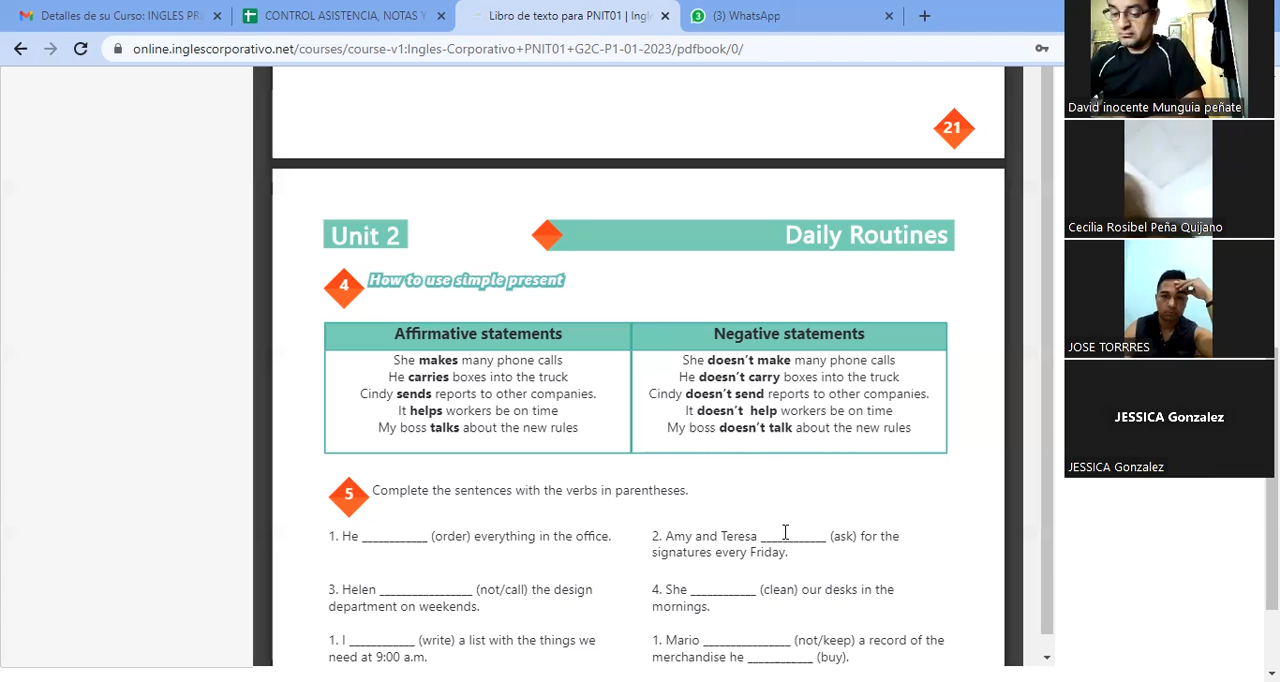 Detalles de su Curso: INGLES PR
CONTROL ASISTENCIA, NOTAS Y
Libro de texto para PNIT01 | Ingl
(3) WhatsApp
online.inglescorporativo.net/courses/course-v1:Ingles-Corporativo+PNIT01+G2C-P1-01-2023/pdfbook/0/
21
Unit 2
Daily Routines
4 How to use simple present
Affirmative statements
Negative statements
She makes many phone calls
She doesn't make many phone calls
He carries boxes into the truck
He doesn't carry boxes into the truck
Cindy sends reports to other companies.
Cindy doesn't send reports to other companies.
It helps workers be on time
It doesn't help workers be on time
My boss talks about the new rules
My boss doesn't talk about the new rules
5 Complete the sentences with the verbs in parentheses.
1. He ___________ (order) everything in the office.
2. Amy and Teresa ___________ (ask) for the
signatures every Friday.
3. Helen ________________ (not/call) the design
department on weekends.
4. She ___________ (clean) our desks in the
mornings.
1. I ___________ (write) a list with the things we
need at 9:00 a.m.
1. Mario _______________ (not/keep) a record of the
merchandise he ___________ (buy).
David inocente Munguia peñate
Cecilia Rosibel Peña Quijano
JOSE TORRRES
JESSICA Gonzalez
JESSICA Gonzalez